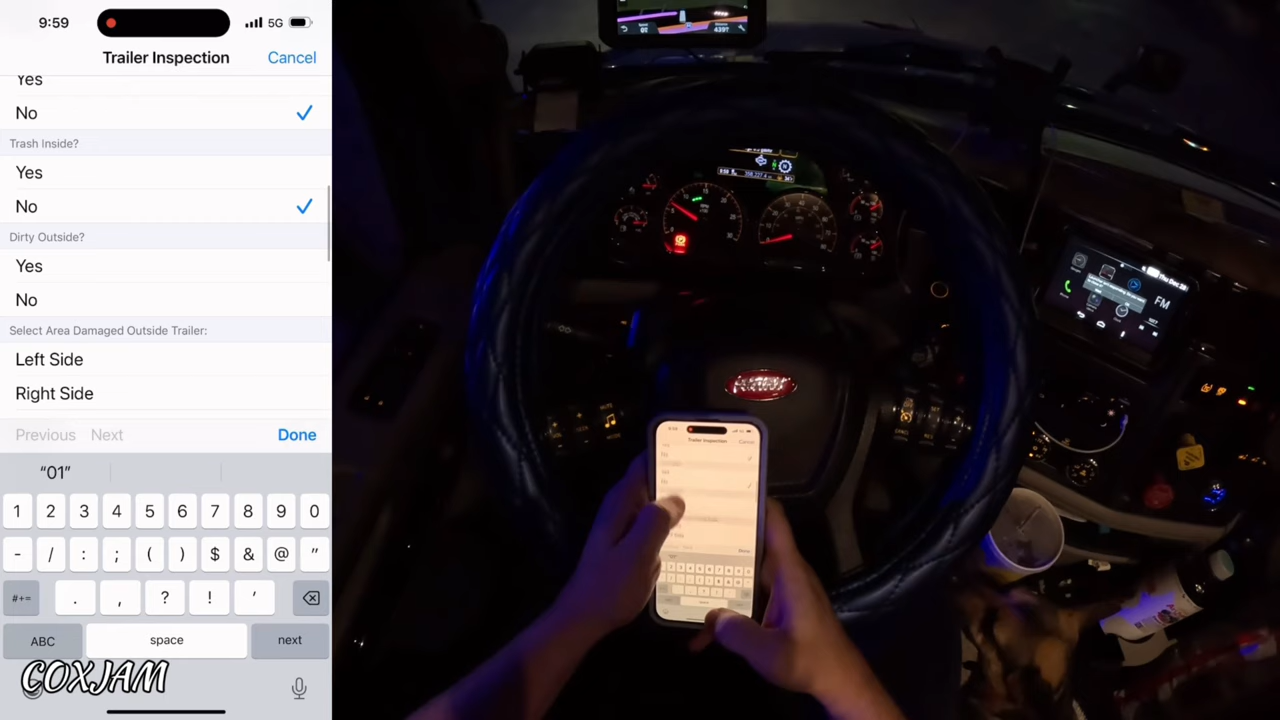 9:59
5G
Trailer Inspection
Cancel
Yes
No
Trash Inside?
Yes
No
Dirty Outside?
Yes
No
Select Area Damaged Outside Trailer:
Left Side
Right Side
Previous
Next
Done
“01”
1 2 3 4 5 6 7 8 9 0
- / : ; ( ) $ & @ ”
#+= . , ? ! ’
ABC space next
COXJAM
FM
Trailer Inspection